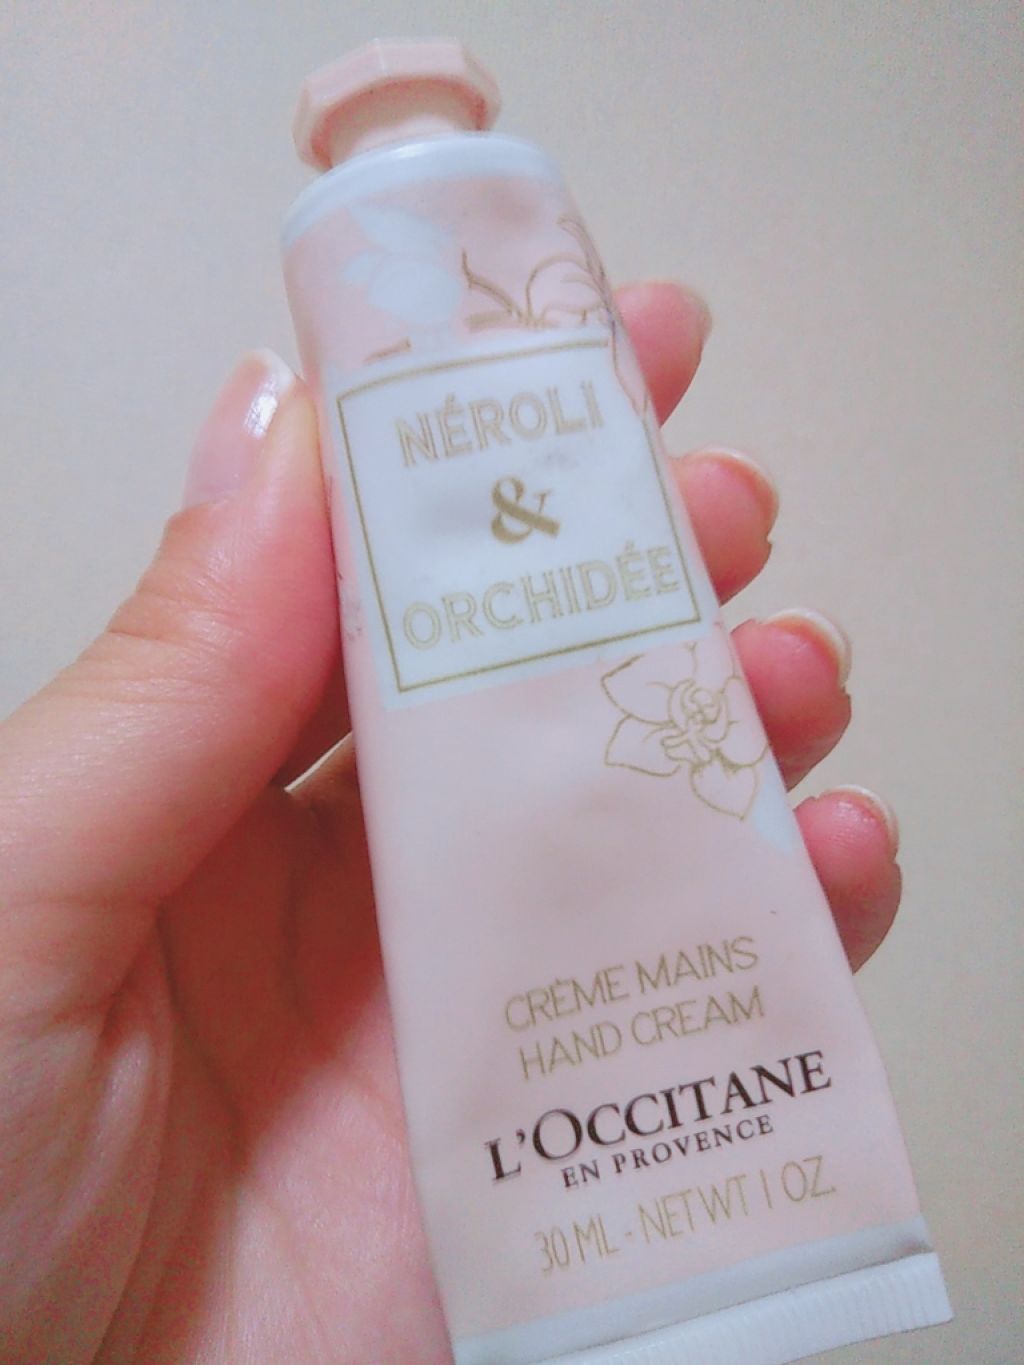 NÉROLI
&
ORCHIDÉE
CRÈME MAINS
HAND CREAM
L'OCCITANE
EN PROVENCE
30 ML - NET WT 1 OZ.